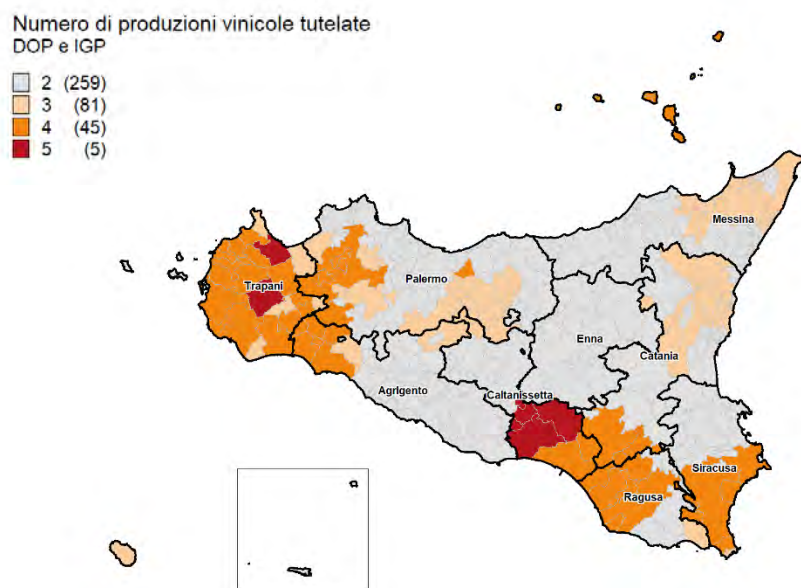 Numero di produzioni vinicole tutelate
DOP e IGP
2 (259)
3 (81)
4 (45)
5 (5)
Messina
Palermo
Trapani
Enna
Catania
Agrigento
Caltanissetta
Siracusa
Ragusa